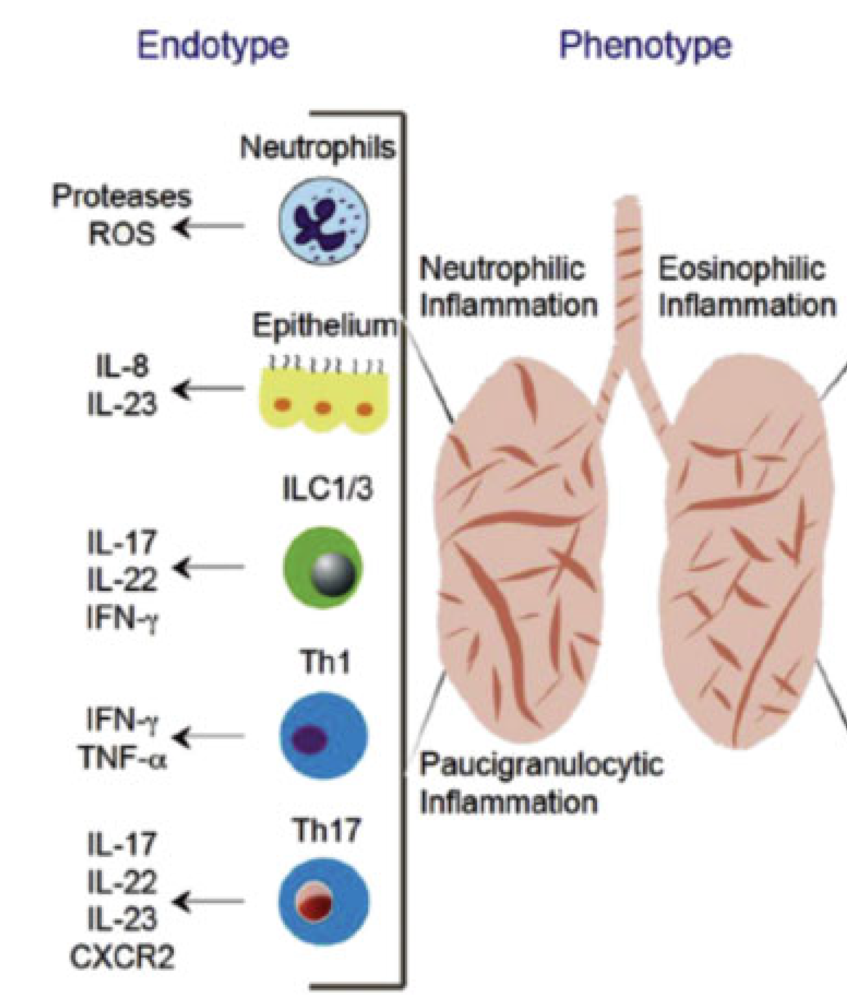 Endotype
Phenotype
Neutrophils
Proteases
ROS
Neutrophilic
Inflammation
Eosinophilic
Inflammation
Epithelium
IL-8
IL-23
ILC1/3
IL-17
IL-22
IFN-γ
Th1
IFN-γ
TNF-α
Paucigranulocytic
Inflammation
Th17
IL-17
IL-22
IL-23
CXCR2